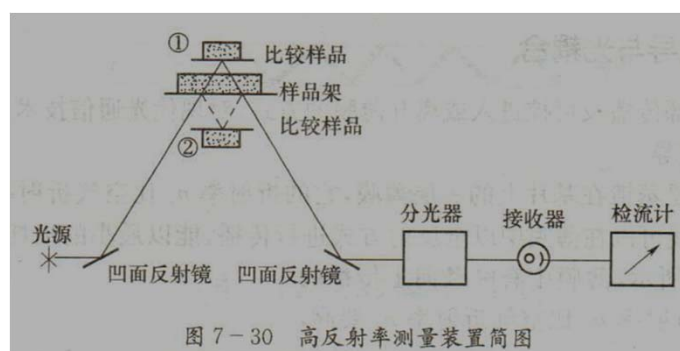 ①
比较样品
样品架
比较样品
②
光源
凹面反射镜
凹面反射镜
分光器
接收器
检流计
图 7-30 高反射率测量装置简图